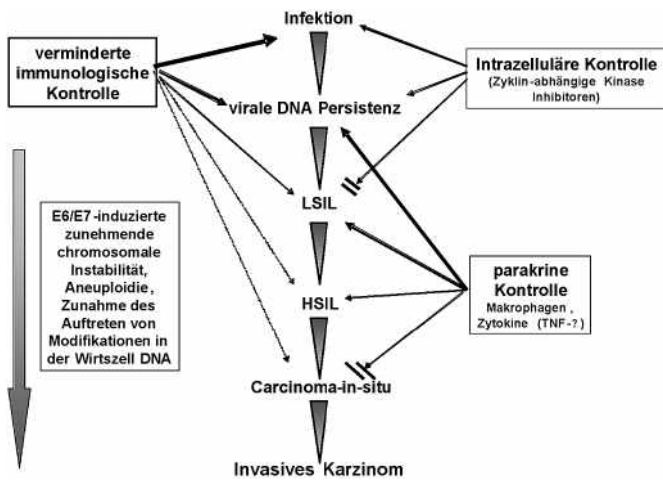 Infektion
verminderte
immunologische
Kontrolle
Intrazelluläre Kontrolle
(Zyklin-abhängige Kinase
Inhibitoren)
virale DNA Persistenz
LSIL
E6/E7-induzierte
zunehmende
chromosomale
Instabilität,
Aneuploidie,
Zunahme des
Auftreten von
Modifikationen in
der Wirtszell DNA
parakrine
Kontrolle
Makrophagen,
Zytokine (TNF-?)
HSIL
Carcinoma-in-situ
Invasives Karzinom